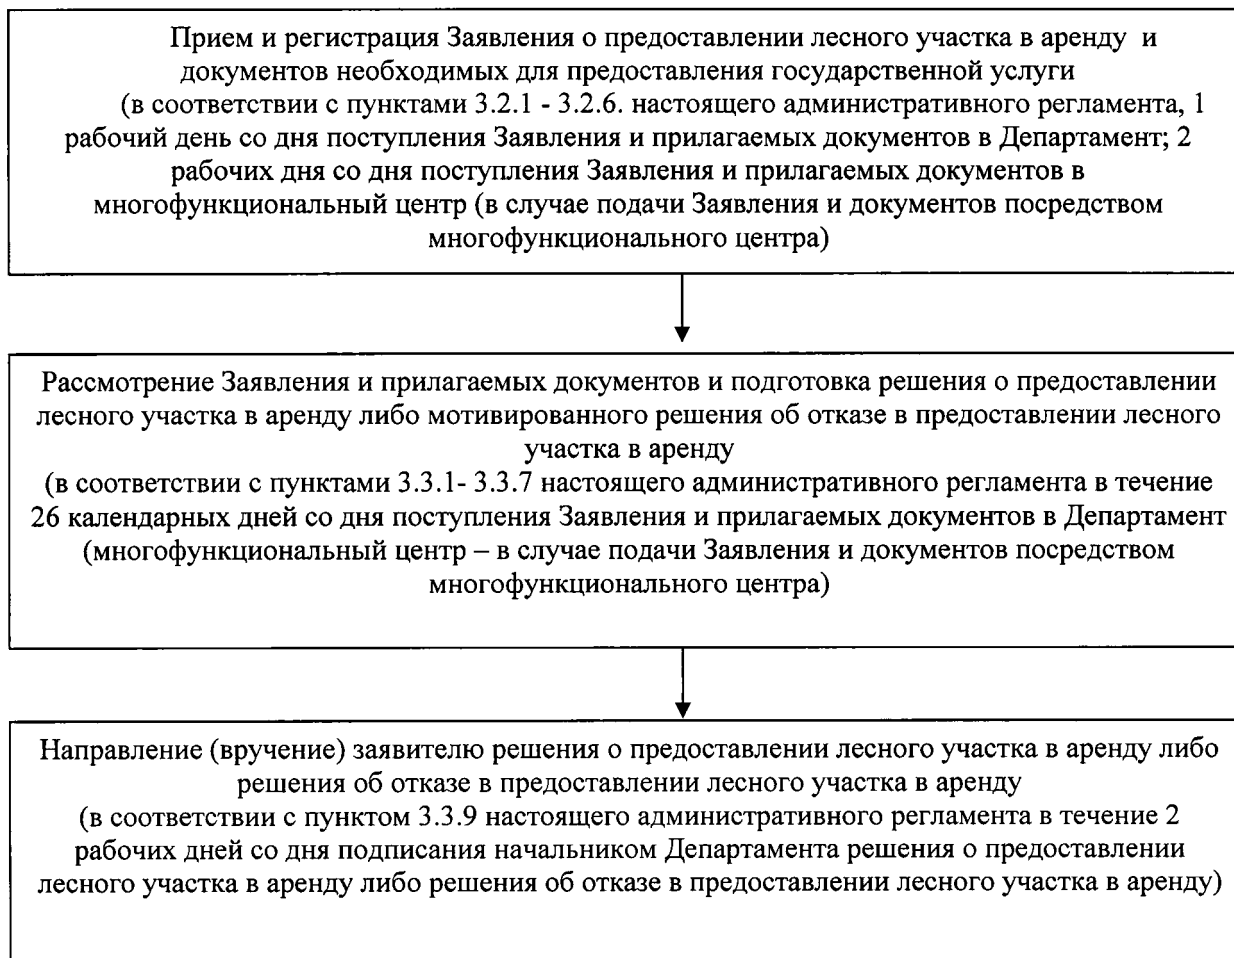 Прием и регистрация Заявления о предоставлении лесного участка в аренду и
документов необходимых для предоставления государственной услуги
(в соответствии с пунктами 3.2.1 - 3.2.6. настоящего административного регламента, 1
рабочий день со дня поступления Заявления и прилагаемых документов в Департамент; 2
рабочих дня со дня поступления Заявления и прилагаемых документов в
многофункциональный центр (в случае подачи Заявления и документов посредством
многофункционального центра)
Рассмотрение Заявления и прилагаемых документов и подготовка решения о предоставлении
лесного участка в аренду либо мотивированного решения об отказе в предоставлении лесного
участка в аренду
(в соответствии с пунктами 3.3.1- 3.3.7 настоящего административного регламента в течение
26 календарных дней со дня поступления Заявления и прилагаемых документов в Департамент
(многофункциональный центр – в случае подачи Заявления и документов посредством
многофункционального центра)
Направление (вручение) заявителю решения о предоставлении лесного участка в аренду либо
решения об отказе в предоставлении лесного участка в аренду
(в соответствии с пунктом 3.3.9 настоящего административного регламента в течение 2
рабочих дней со дня подписания начальником Департамента решения о предоставлении
лесного участка в аренду либо решения об отказе в предоставлении лесного участка в аренду)